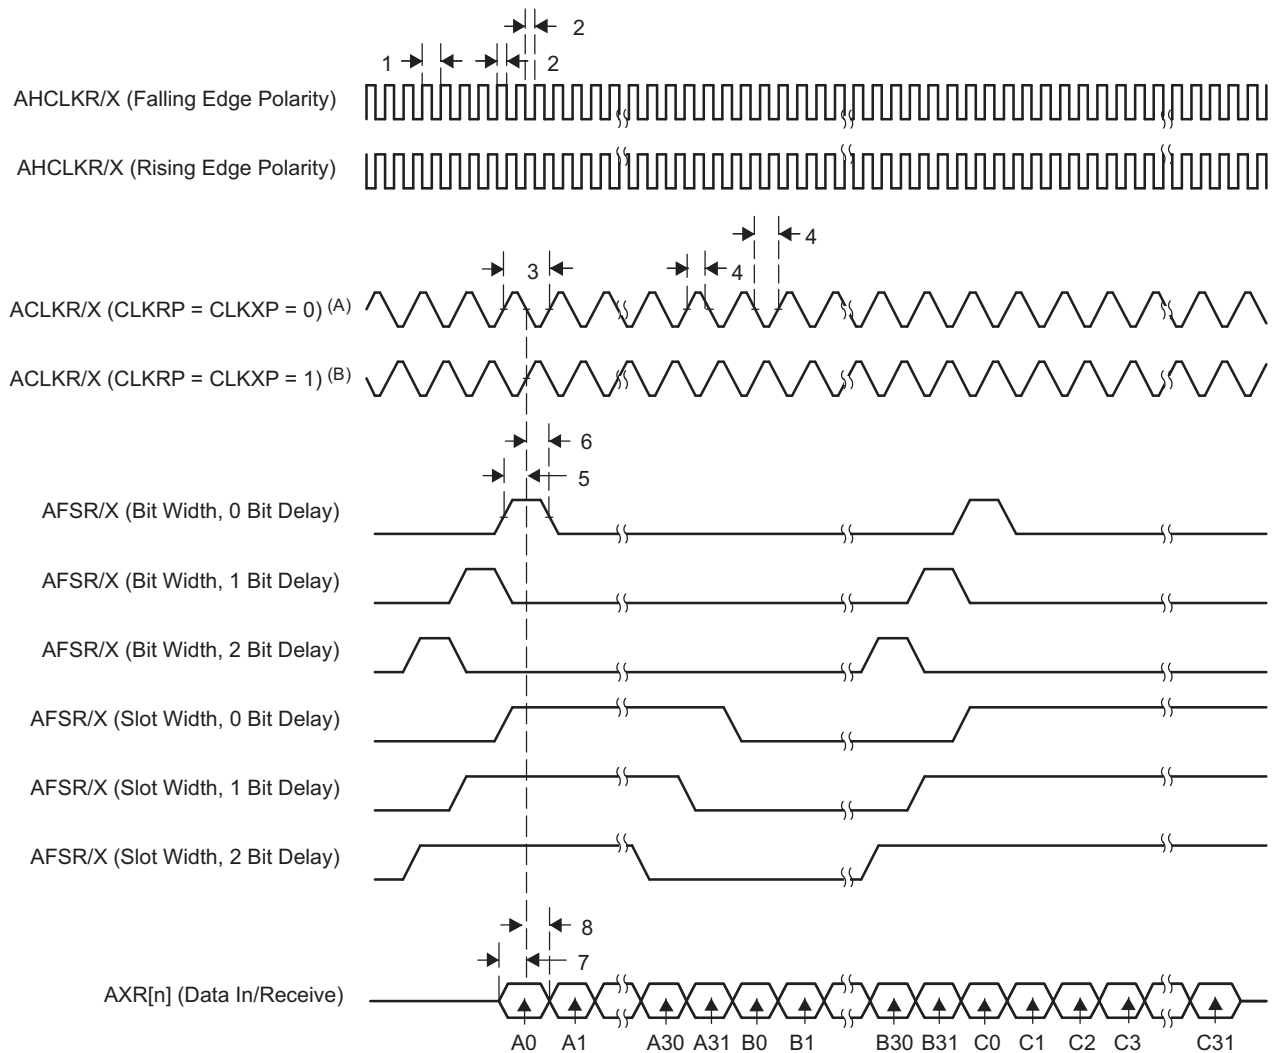 2
1
2
AHCLKR/X (Falling Edge Polarity)
AHCLKR/X (Rising Edge Polarity)
4
3
4
ACLKR/X (CLKRP = CLKXP = 0) (A)
ACLKR/X (CLKRP = CLKXP = 1) (B)
6
5
AFSR/X (Bit Width, 0 Bit Delay)
AFSR/X (Bit Width, 1 Bit Delay)
AFSR/X (Bit Width, 2 Bit Delay)
AFSR/X (Slot Width, 0 Bit Delay)
AFSR/X (Slot Width, 1 Bit Delay)
AFSR/X (Slot Width, 2 Bit Delay)
8
7
AXR[n] (Data In/Receive)
A0 A1 A30 A31 B0 B1 B30 B31 C0 C1 C2 C3 C31